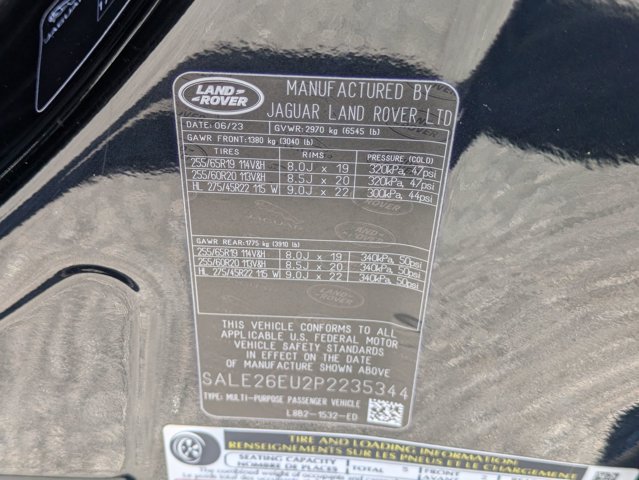 LAND
ROVER
MANUFACTURED BY
JAGUAR LAND ROVER LTD
DATE: 06/23 GVWR: 2970 kg (6545 lb)
GAWR FRONT: 1380 kg (3040 lb)
TIRES RIMS PRESSURE (COLD)
255/65R19 114V&H 8.0J x 19 320kPa, 47psi
255/60R20 113V&H 8.5J x 20 320kPa, 47psi
HL 275/45R22 115 W 9.0J x 22 300kPa, 44psi
GAWR REAR: 1775 kg (3910 lb)
255/65R19 114V&H 8.0J x 19 340kPa, 50psi
255/60R20 113V&H 8.5J x 20 340kPa, 50psi
HL 275/45R22 115 W 9.0J x 22 340kPa, 50psi
THIS VEHICLE CONFORMS TO ALL
APPLICABLE U.S. FEDERAL MOTOR
VEHICLE SAFETY STANDARDS
IN EFFECT ON THE DATE
OF MANUFACTURE SHOWN ABOVE
SALE26EU2P2235344
TYPE: MULTI-PURPOSE PASSENGER VEHICLE
L8B2-1532-ED
TIRE AND LOADING INFORMATION
RENSEIGNEMENTS SUR LES PNEUS ET LE CHARGEMENT
SEATING CAPACITY
NOMBRE DE PLACES TOTAL 5 FRONT 2
The combined weight of